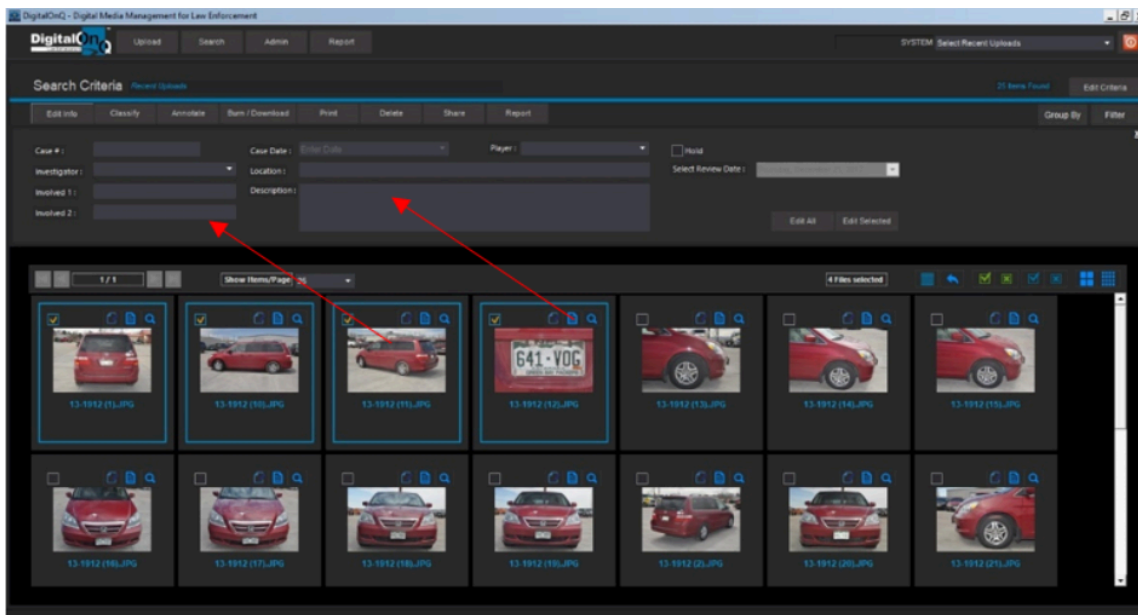 DigitalOnQ - Digital Media Management for Law Enforcement
DigitalOnQ Upload Search Admin Report SYSTEM Select Recent Uploads
Search Criteria Recent Uploads 25 Items Found Edit Criteria
Edit Info Classify Annotate Burn / Download Print Delete Share Report Group By Filter
Case # : Case Date : Enter Date Player : Hold
Investigator : Location : Select Review Date :
Involved 1 : Description :
Involved 2 : Edit All Edit Selected
1 / 1 Show Items/Page 25 4 Files selected
641·VOG
13-1912 (1).JPG 13-1912 (10).JPG 13-1912 (11).JPG 13-1912 (12).JPG 13-1912 (13).JPG 13-1912 (14).JPG 13-1912 (15).JPG
13-1912 (16).JPG 13-1912 (17).JPG 13-1912 (18).JPG 13-1912 (19).JPG 13-1912 (2).JPG 13-1912 (20).JPG 13-1912 (21).JPG